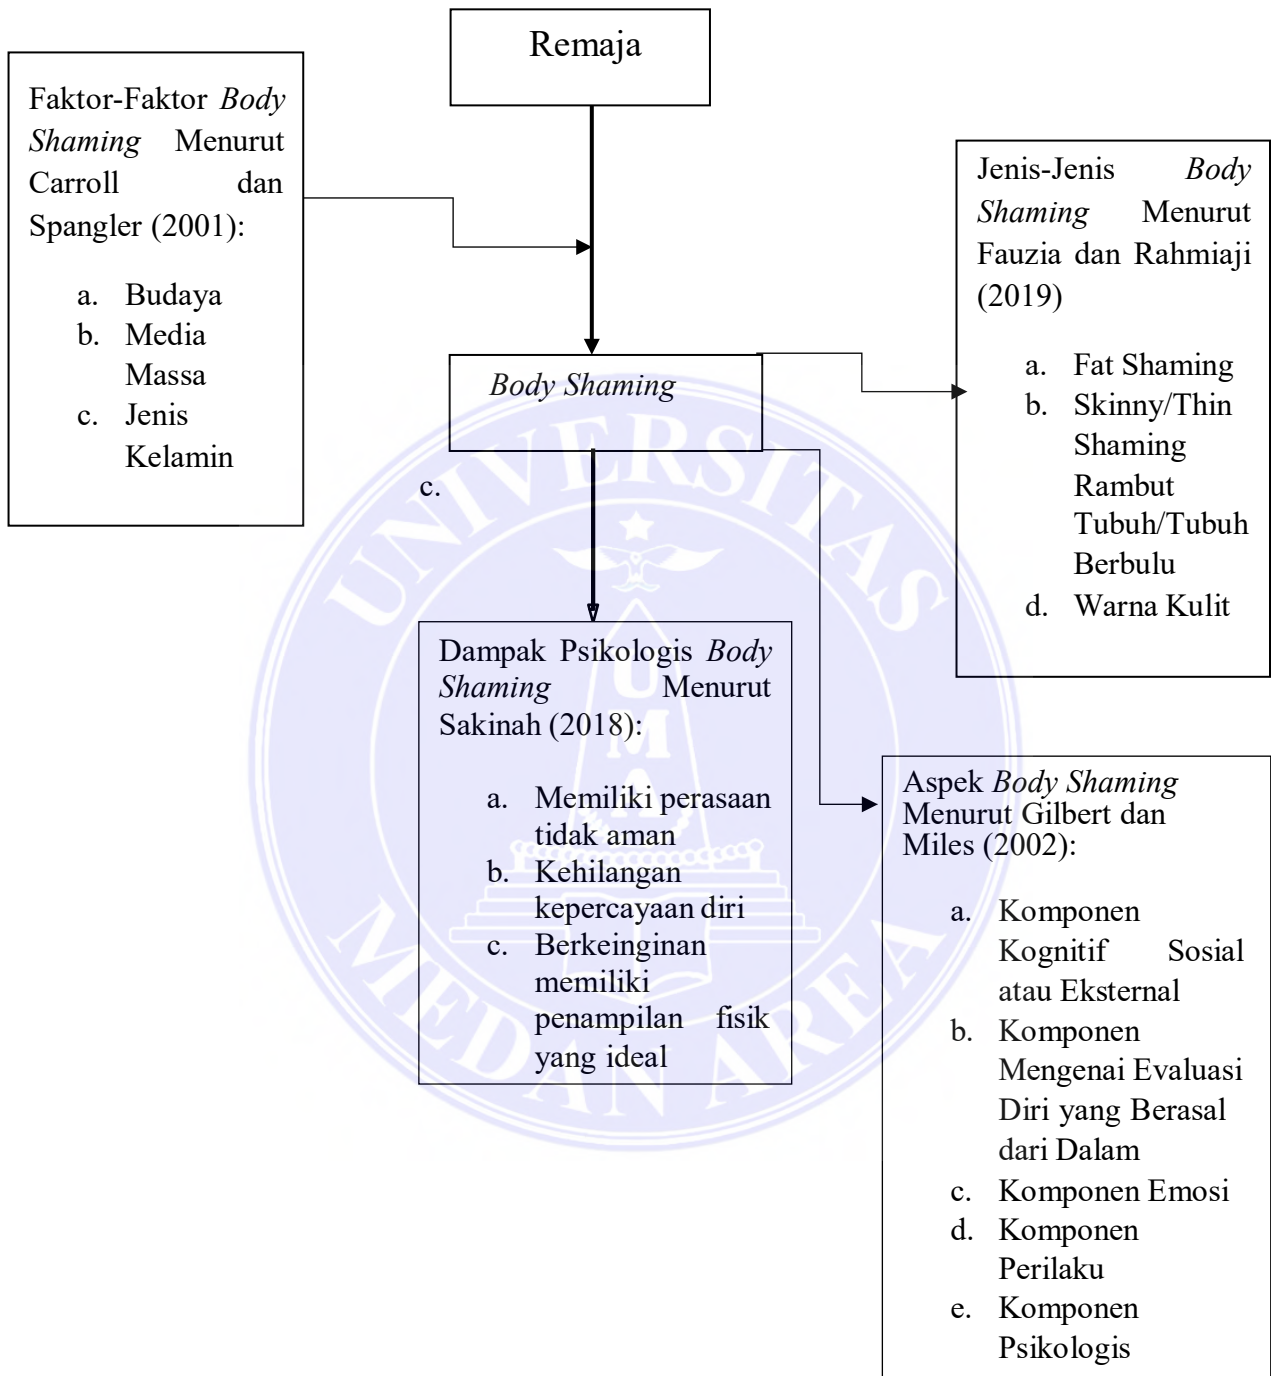 Remaja
Faktor-Faktor Body
Shaming Menurut
Carroll dan
Spangler (2001):
a. Budaya
b. Media
Massa
c. Jenis
Kelamin
Jenis-Jenis Body
Shaming Menurut
Fauzia dan Rahmiaji
(2019)
a. Fat Shaming
b. Skinny/Thin
Shaming
Rambut
Tubuh/Tubuh
Berbulu
d. Warna Kulit
Body Shaming
c.
Dampak Psikologis Body
Shaming Menurut
Sakinah (2018):
a. Memiliki perasaan
tidak aman
b. Kehilangan
kepercayaan diri
c. Berkeinginan
memiliki
penampilan fisik
yang ideal
Aspek Body Shaming
Menurut Gilbert dan
Miles (2002):
a. Komponen
Kognitif Sosial
atau Eksternal
b. Komponen
Mengenai Evaluasi
Diri yang Berasal
dari Dalam
c. Komponen Emosi
d. Komponen
Perilaku
e. Komponen
Psikologis
UNIVERSITAS
MEDAN AREA
U
M
A